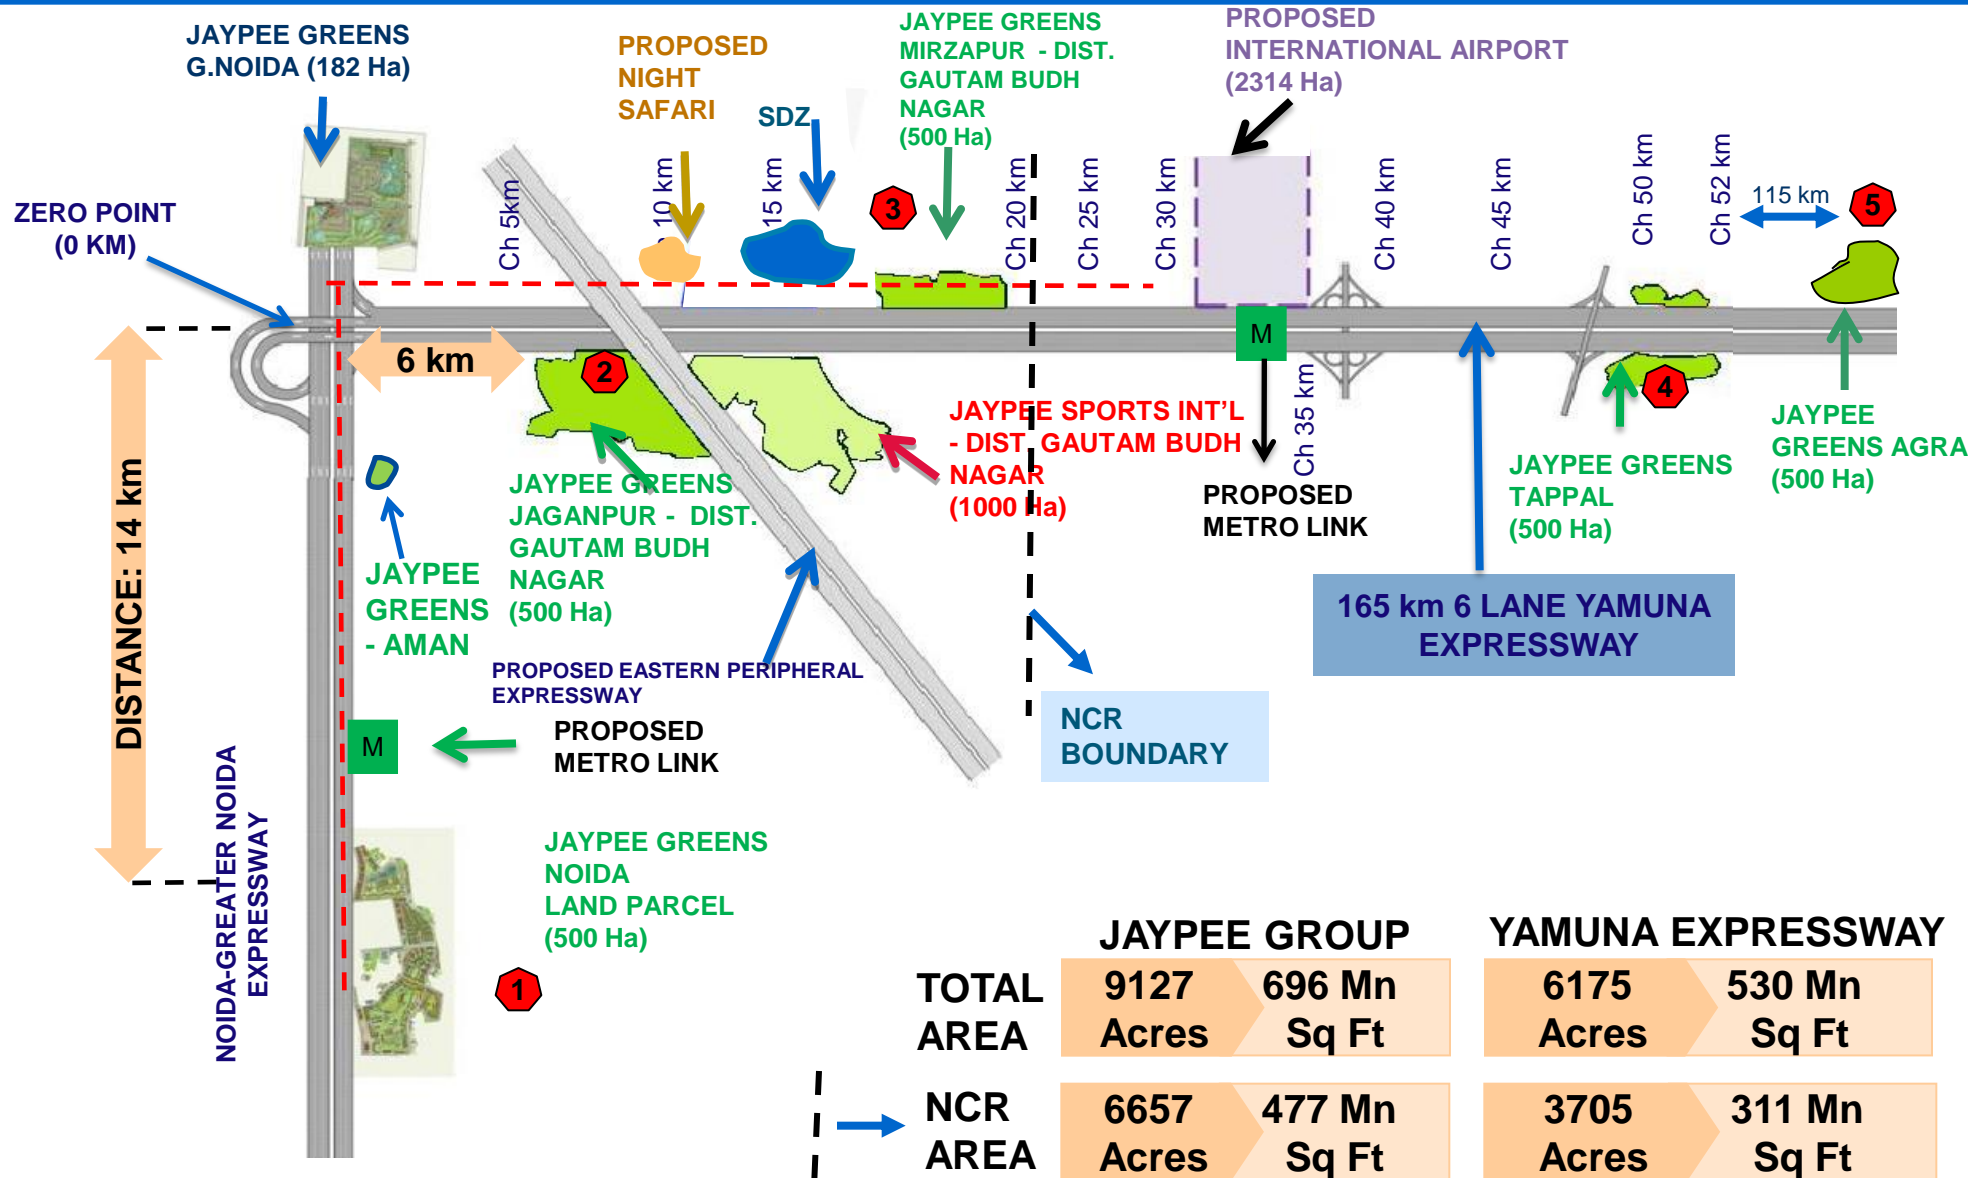 JAYPEE GREENS
G.NOIDA (182 Ha)
PROPOSED
NIGHT
SAFARI
SDZ
JAYPEE GREENS
MIRZAPUR - DIST.
GAUTAM BUDH
NAGAR
(500 Ha)
PROPOSED
INTERNATIONAL AIRPORT
(2314 Ha)
ZERO POINT
(0 KM)
Ch 5km
10 km
15 km
3
Ch 20 km
Ch 25 km
Ch 30 km
Ch 40 km
Ch 45 km
Ch 50 km
Ch 52 km
115 km
5
6 km
2
M
4
Ch 35 km
JAYPEE SPORTS INT'L
- DIST. GAUTAM BUDH
NAGAR
(1000 Ha)
PROPOSED
METRO LINK
JAYPEE GREENS
TAPPAL
(500 Ha)
JAYPEE
GREENS AGRA
(500 Ha)
DISTANCE: 14 km
JAYPEE GREENS
JAGANPUR - DIST.
GAUTAM BUDH
NAGAR
(500 Ha)
JAYPEE
GREENS
- AMAN
165 km 6 LANE YAMUNA
EXPRESSWAY
PROPOSED EASTERN PERIPHERAL
EXPRESSWAY
M
PROPOSED
METRO LINK
NCR
BOUNDARY
NOIDA-GREATER NOIDA
EXPRESSWAY
JAYPEE GREENS
NOIDA
LAND PARCEL
(500 Ha)
1
JAYPEE GROUP
YAMUNA EXPRESSWAY
TOTAL
AREA
9127
Acres
696 Mn
Sq Ft
6175
Acres
530 Mn
Sq Ft
NCR
AREA
6657
Acres
477 Mn
Sq Ft
3705
Acres
311 Mn
Sq Ft